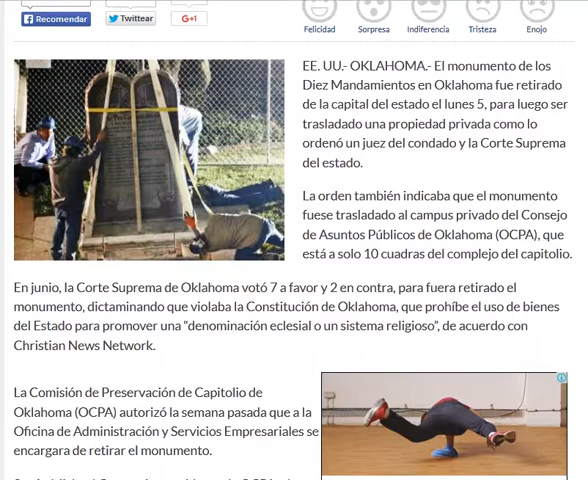 Recomendar
Twittear
G+1
Felicidad
Sorpresa
Indiferencia
Tristeza
Enojo
EE. UU.- OKLAHOMA.- El monumento de los
Diez Mandamientos en Oklahoma fue retirado
de la capital del estado el lunes 5, para luego ser
trasladado una propiedad privada como lo
ordenó un juez del condado y la Corte Suprema
del estado.
La orden también indicaba que el monumento
fuese trasladado al campus privado del Consejo
de Asuntos Públicos de Oklahoma (OCPA), que
está a solo 10 cuadras del complejo del capitolio.
En junio, la Corte Suprema de Oklahoma votó 7 a favor y 2 en contra, para fuera retirado el
monumento, dictaminando que violaba la Constitución de Oklahoma, que prohíbe el uso de bienes
del Estado para promover una “denominación eclesial o un sistema religioso”, de acuerdo con
Christian News Network.
La Comisión de Preservación de Capitolio de
Oklahoma (OCPA) autorizó la semana pasada que a la
Oficina de Administración y Servicios Empresariales se
encargara de retirar el monumento.